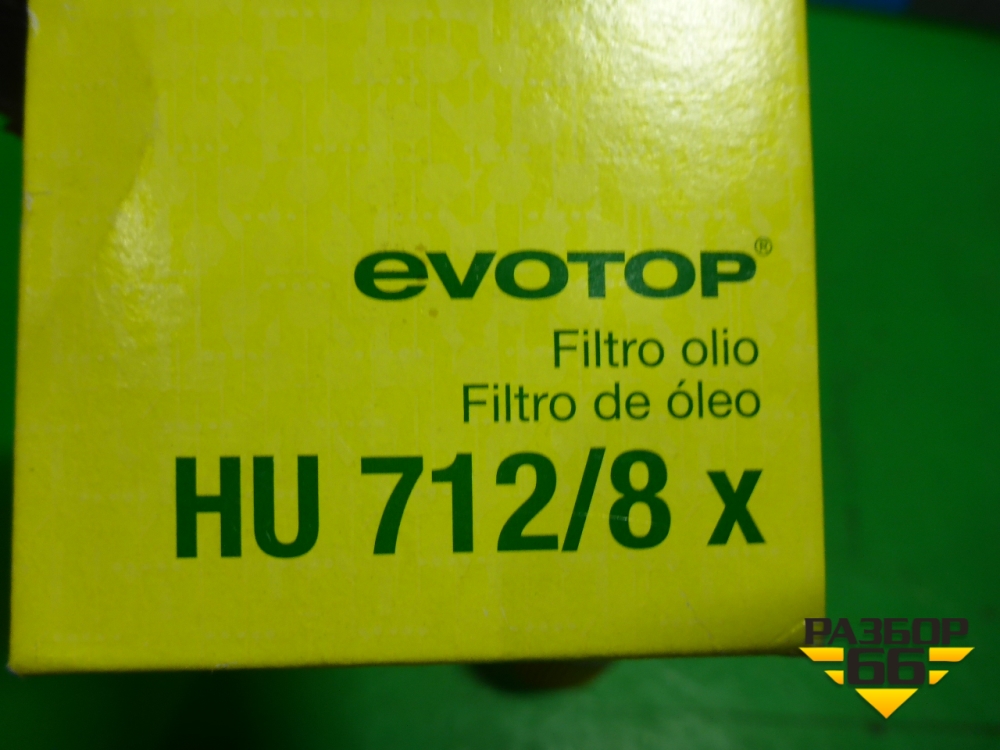 evOTOP®
Filtro olio
Filtro de óleo
HU 712/8 x
РАЗБОР
66